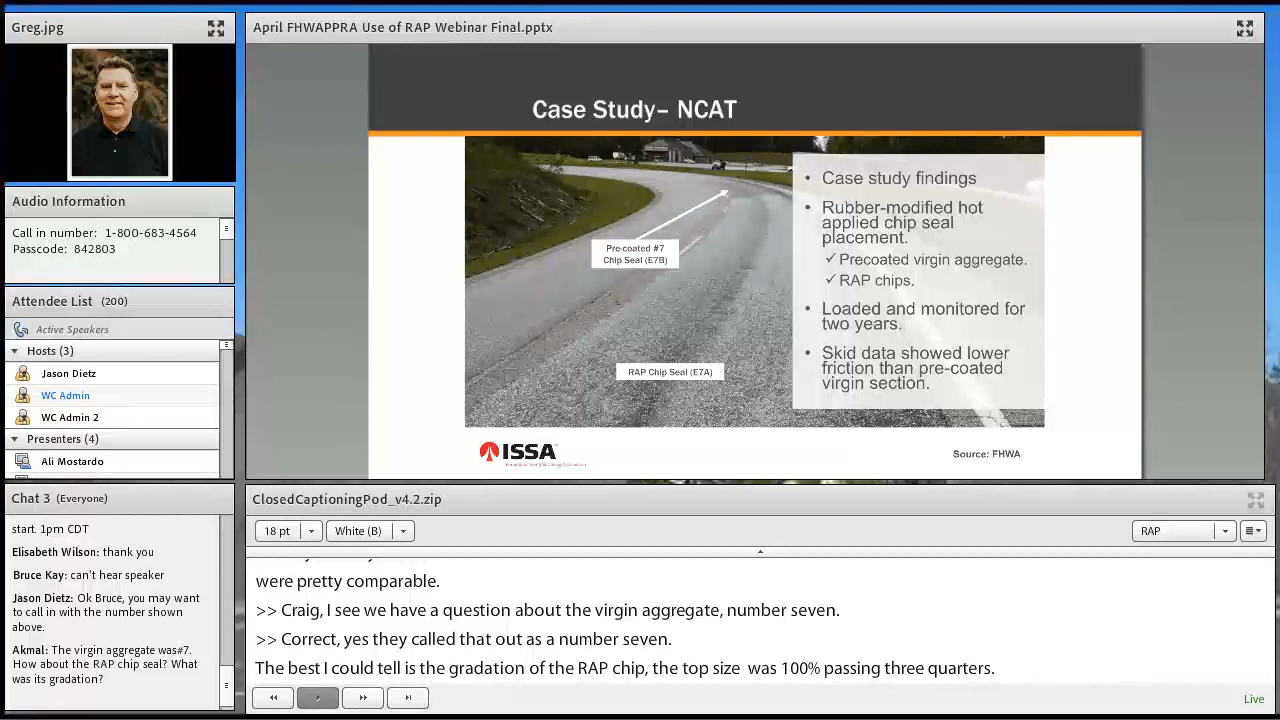 Greg.jpg
Audio Information
Call in number: 1-800-683-4564
Passcode: 842803
Attendee List (200)
Active Speakers
Hosts (3)
Jason Dietz
WC Admin
WC Admin 2
Presenters (4)
Ali Mostardo
Chat 3 (Everyone)
start. 1pm CDT
Elisabeth Wilson: thank you
Bruce Kay: can't hear speaker
Jason Dietz: Ok Bruce, you may want
to call in with the number shown
above.
Akmal: The virgin aggregate was#7.
How about the RAP chip seal? What
was its gradation?
April FHWAPPRA Use of RAP Webinar Final.pptx
Case Study– NCAT
Pre-coated #7
Chip Seal (E7B)
RAP Chip Seal (E7A)
• Case study findings
• Rubber-modified hot
applied chip seal
placement.
✓ Precoated virgin aggregate.
✓ RAP chips.
• Loaded and monitored for
two years.
• Skid data showed lower
friction than pre-coated
virgin section.
ISSA
Source: FHWA
ClosedCaptioningPod_v4.2.zip
18 pt
White (B)
RAP
were pretty comparable.
>> Craig, I see we have a question about the virgin aggregate, number seven.
>> Correct, yes they called that out as a number seven.
The best I could tell is the gradation of the RAP chip, the top size was 100% passing three quarters.
Live